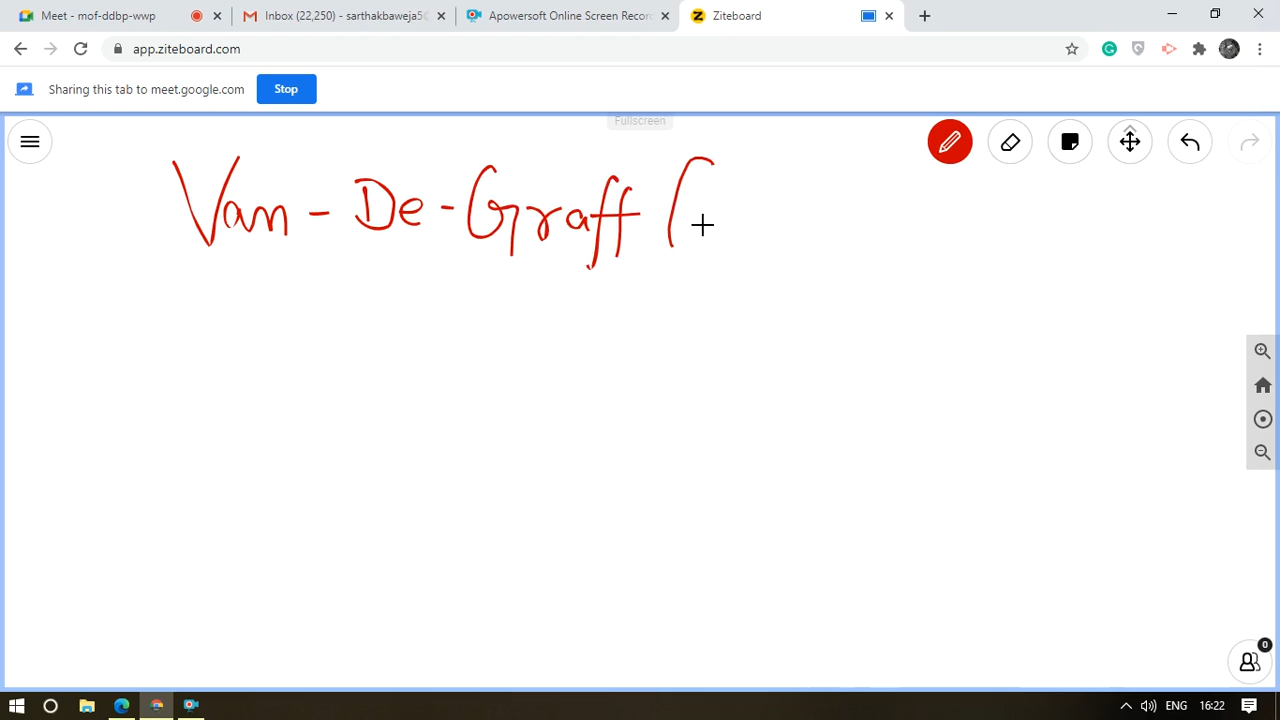 Meet - mof-ddbp-wwp
Inbox (22,250) - sarthakbaweja5
Apowersoft Online Screen Recor
Ziteboard
app.ziteboard.com
Sharing this tab to meet.google.com
Stop
Fullscreen
Van - De - Graff (
0
ENG
16:22